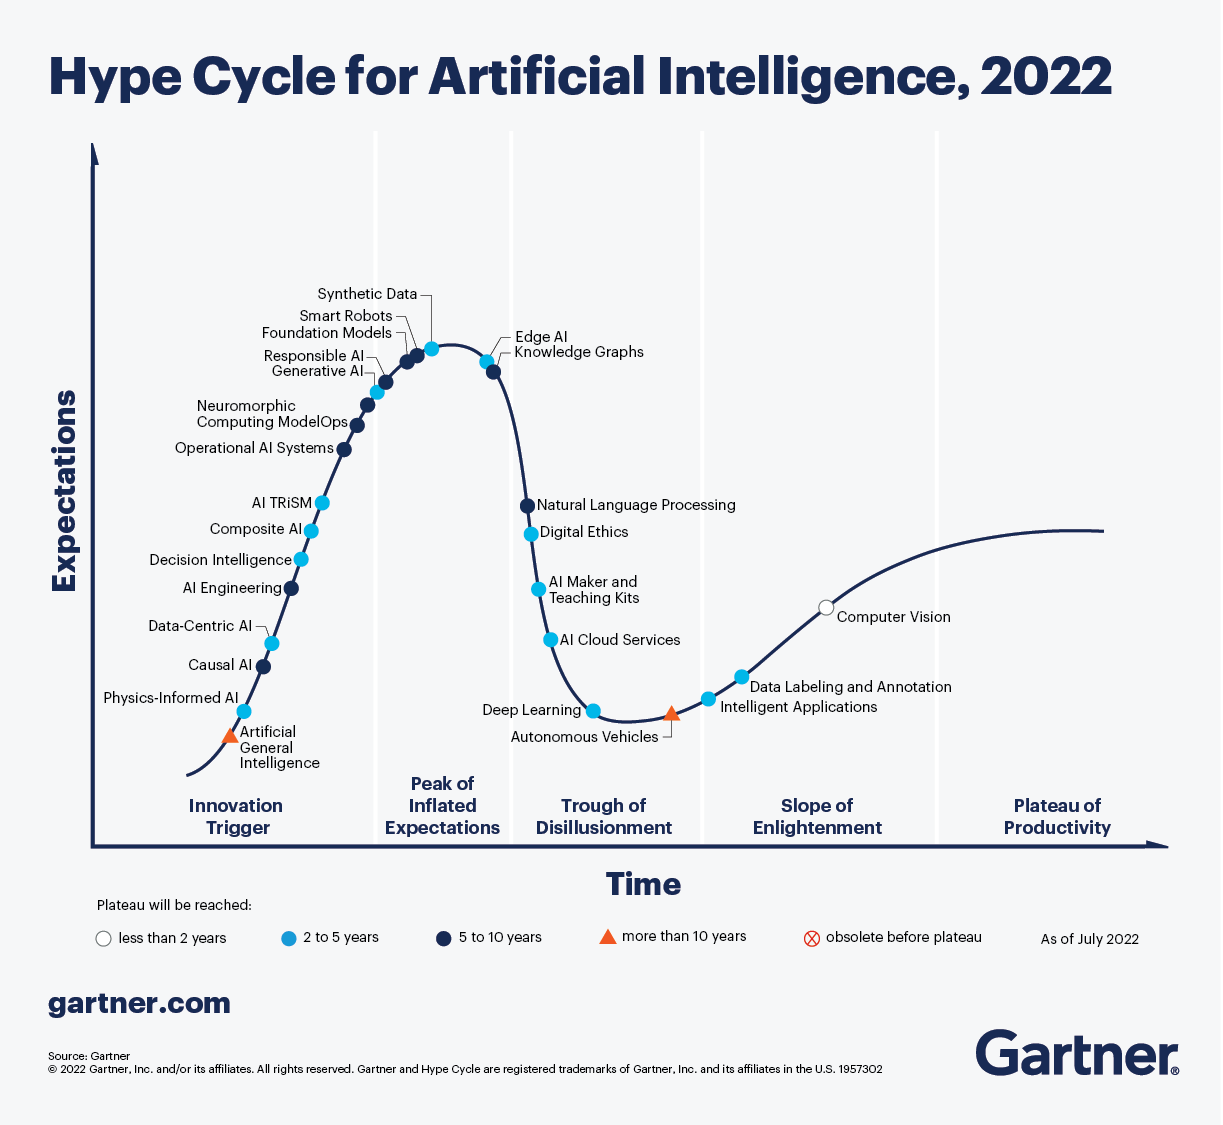 Hype Cycle for Artificial Intelligence, 2022
Expectations
Synthetic Data
Smart Robots
Foundation Models
Responsible AI
Generative AI
Neuromorphic
Computing ModelOps
Operational AI Systems
AI TRiSM
Composite AI
Decision Intelligence
AI Engineering
Data-Centric AI
Causal AI
Physics-Informed AI
Artificial
General
Intelligence
Edge AI
Knowledge Graphs
Natural Language Processing
Digital Ethics
AI Maker and
Teaching Kits
AI Cloud Services
Deep Learning
Autonomous Vehicles
Computer Vision
Data Labeling and Annotation
Intelligent Applications
Innovation
Trigger
Peak of
Inflated
Expectations
Trough of
Disillusionment
Slope of
Enlightenment
Plateau of
Productivity
Time
Plateau will be reached:
less than 2 years
2 to 5 years
5 to 10 years
more than 10 years
obsolete before plateau
As of July 2022
gartner.com
Source: Gartner
© 2022 Gartner, Inc. and/or its affiliates. All rights reserved. Gartner and Hype Cycle are registered trademarks of Gartner, Inc. and its affiliates in the U.S. 1957302
Gartner®